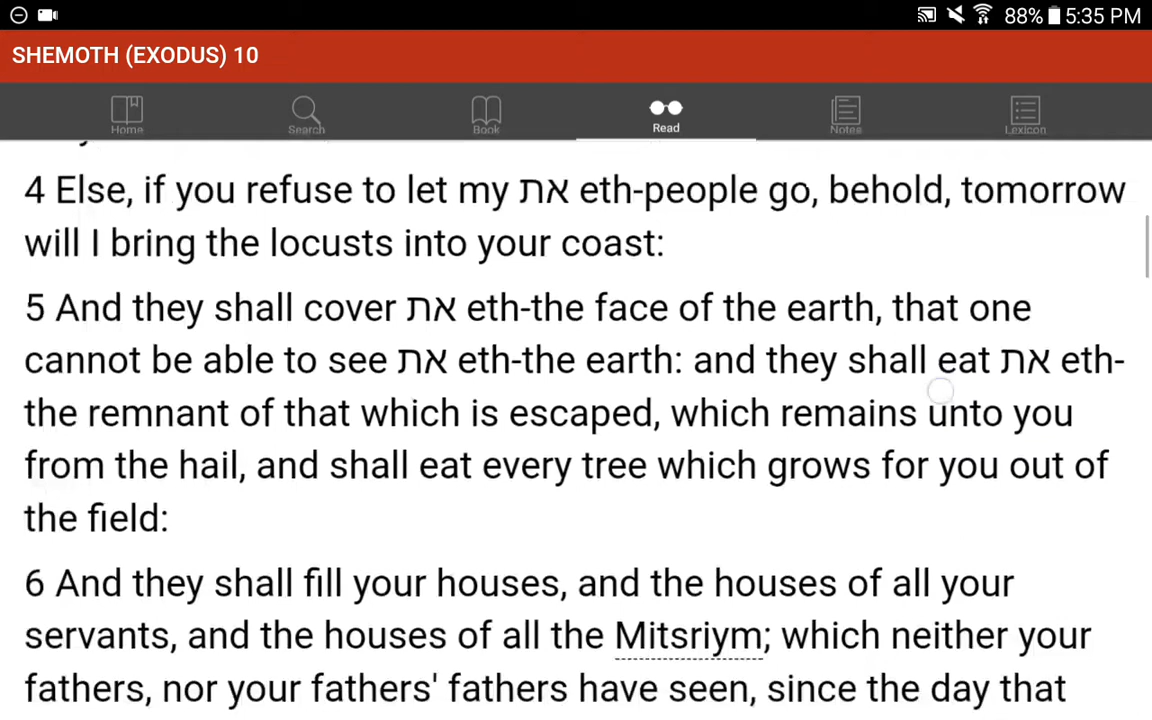 88% 5:35 PM
SHEMOTH (EXODUS) 10
Home Search Book Read Notes Lexicon
4 Else, if you refuse to let my את eth-people go, behold, tomorrow
will I bring the locusts into your coast:
5 And they shall cover את eth-the face of the earth, that one
cannot be able to see את eth-the earth: and they shall eat את eth-
the remnant of that which is escaped, which remains unto you
from the hail, and shall eat every tree which grows for you out of
the field:
6 And they shall fill your houses, and the houses of all your
servants, and the houses of all the Mitsriym; which neither your
fathers, nor your fathers' fathers have seen, since the day that